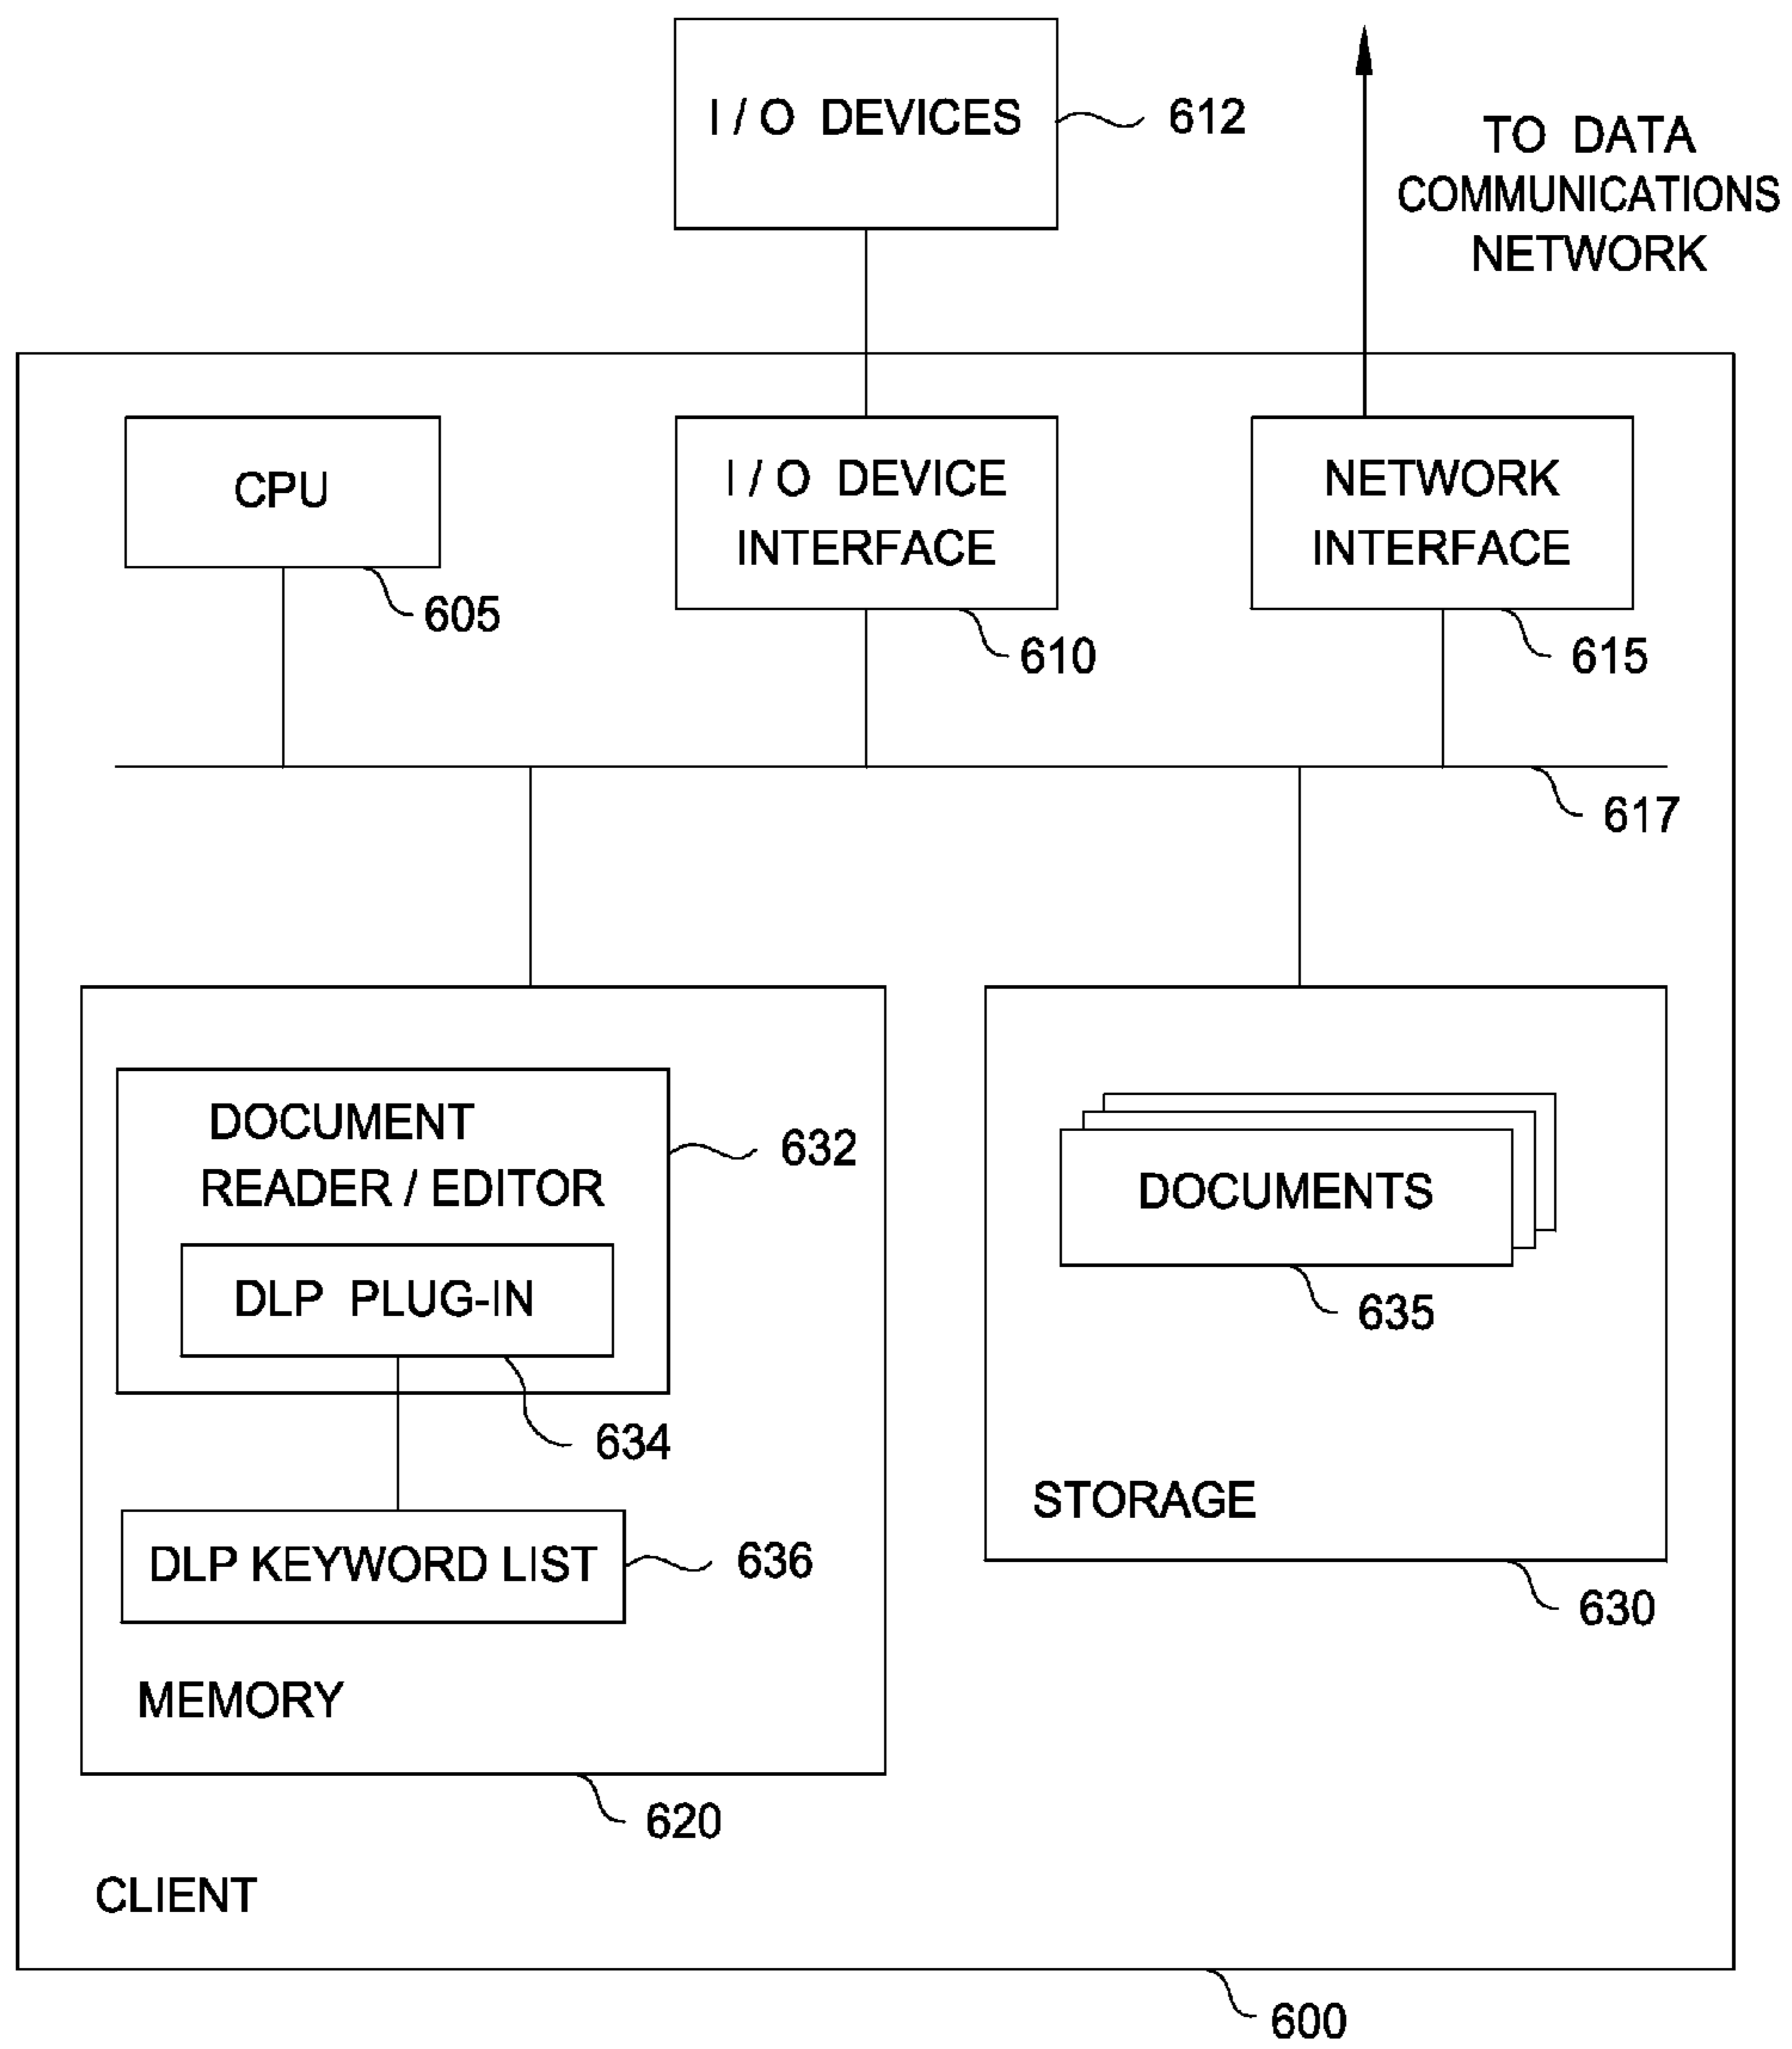 I / O DEVICES
612
TO DATA
COMMUNICATIONS
NETWORK
CPU
605
I / O DEVICE
INTERFACE
610
NETWORK
INTERFACE
615
617
DOCUMENT
READER / EDITOR
632
DLP PLUG-IN
634
DLP KEYWORD LIST
636
MEMORY
620
DOCUMENTS
635
STORAGE
630
CLIENT
600